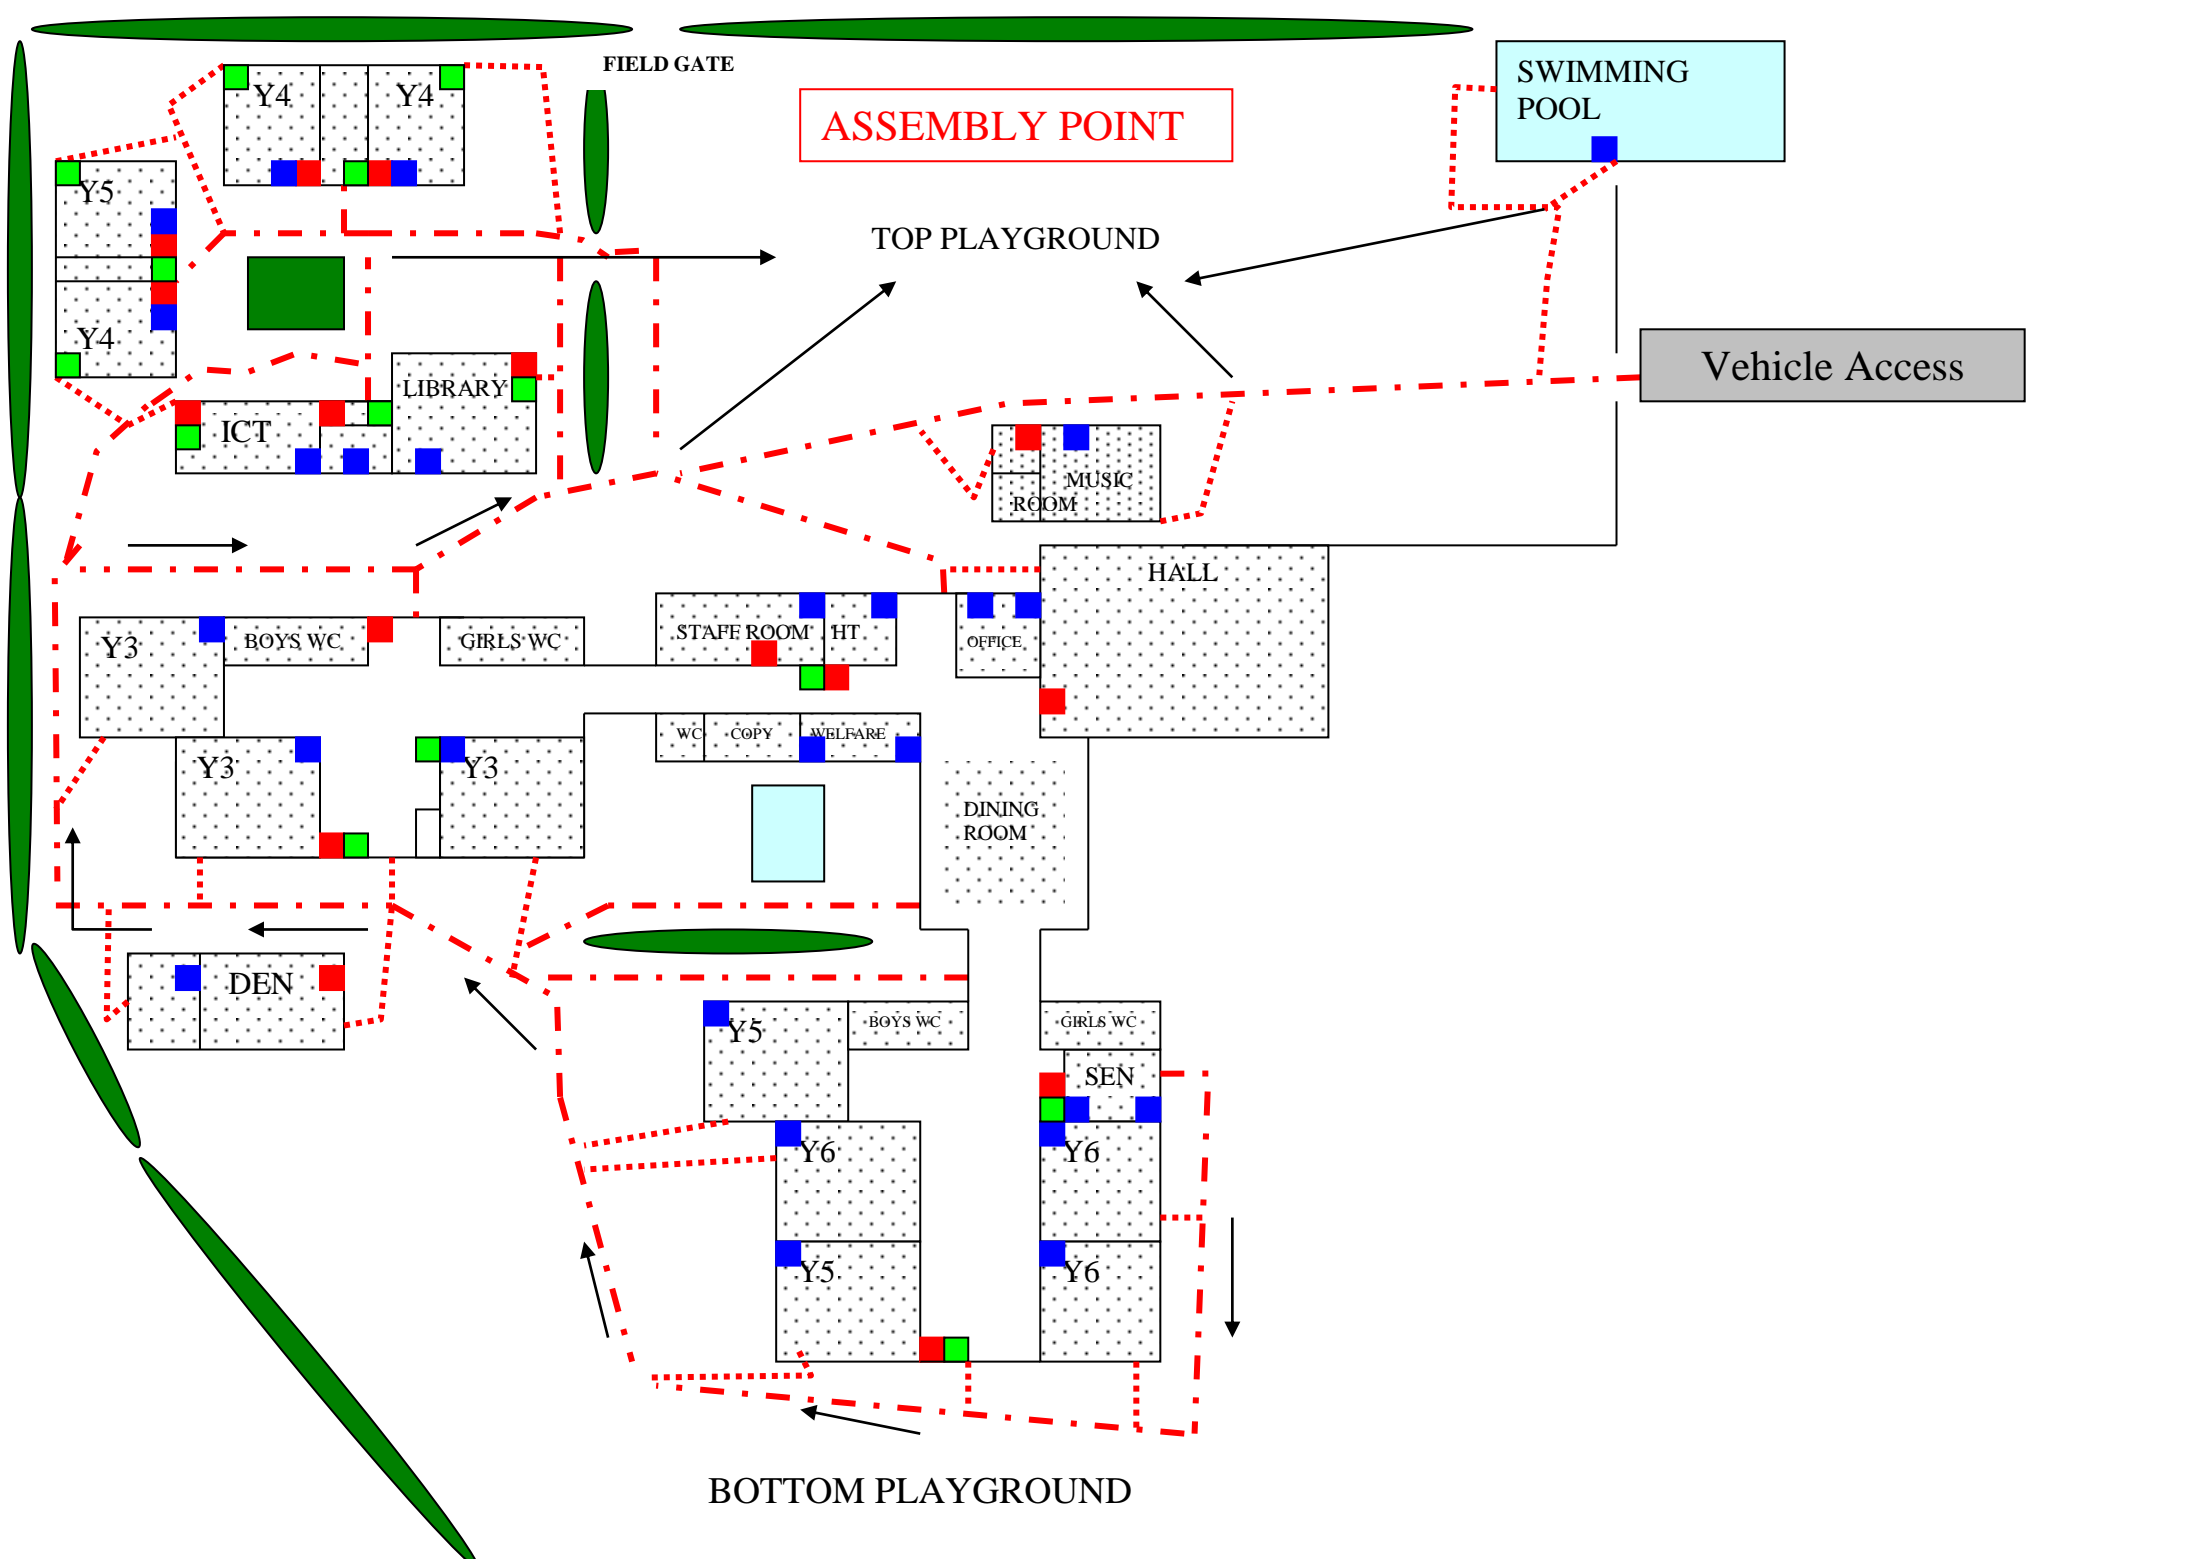 FIELD GATE
SWIMMING
POOL
Y4
Y4
ASSEMBLY POINT
Y5
TOP PLAYGROUND
Y4
Vehicle Access
LIBRARY
ICT
MUSIC
ROOM
HALL
Y3
BOYS WC
GIRLS WC
STAFF ROOM
HT
OFFICE
WC
COPY
WELFARE
Y3
Y3
DINING
ROOM
DEN
Y5
BOYS WC
GIRLS WC
SEN
Y6
Y6
Y5
Y6
BOTTOM PLAYGROUND